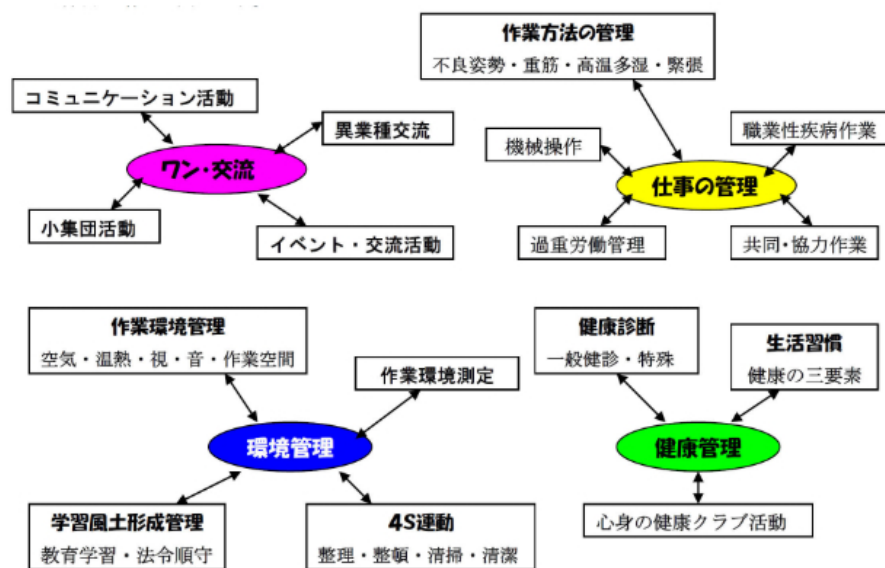 コミュニケーション活動
異業種交流
ワン・交流
小集団活動
イベント・交流活動
作業方法の管理
不良姿勢・重筋・高温多湿・緊張
機械操作
職業性疾病作業
仕事の管理
過重労働管理
共同・協力作業
作業環境管理
空気・温熱・視・音・作業空間
作業環境測定
環境管理
学習風土形成管理
教育学習・法令順守
4S運動
整理・整頓・清掃・清潔
健康診断
一般健診・特殊
生活習慣
健康の三要素
健康管理
心身の健康クラブ活動